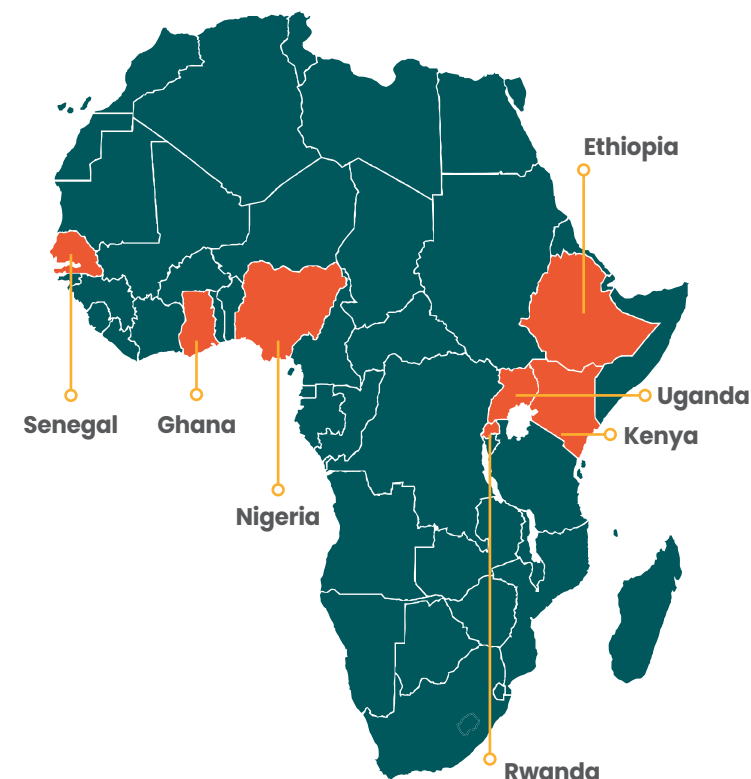 Ethiopia
Uganda
Senegal
Ghana
Kenya
Nigeria
Rwanda